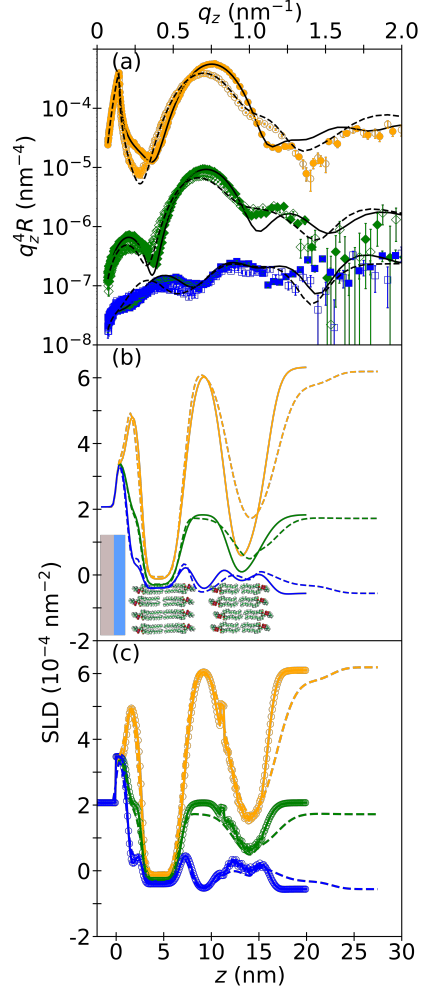 q_z (nm⁻¹)
0 0.5 1.0 1.5 2.0
(a)
10⁻⁴
10⁻⁵
10⁻⁶
10⁻⁷
10⁻⁸
q_z⁴R (nm⁻⁴)
(b)
6
4
2
0
-2
SLD (10⁻⁴ nm⁻²)
(c)
6
4
2
0
-2
0 5 10 15 20 25 30
z (nm)